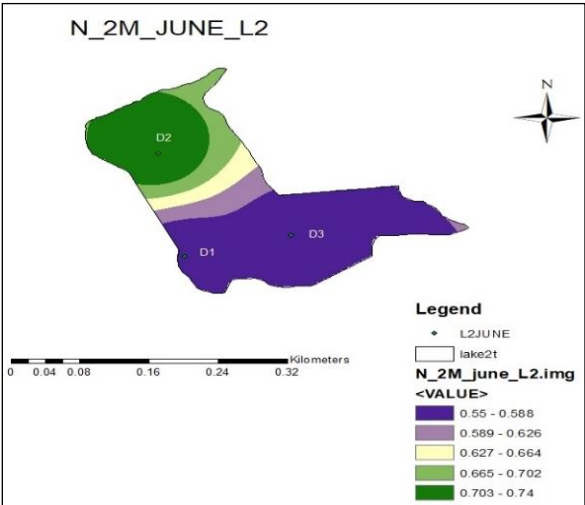 N_2M_JUNE_L2
N
D2
D3
D1
Legend
L2JUNE
lake2t
Kilometers
0 0.04 0.08 0.16 0.24 0.32
N_2M_june_L2.img
<VALUE>
0.55 - 0.588
0.589 - 0.626
0.627 - 0.664
0.665 - 0.702
0.703 - 0.74